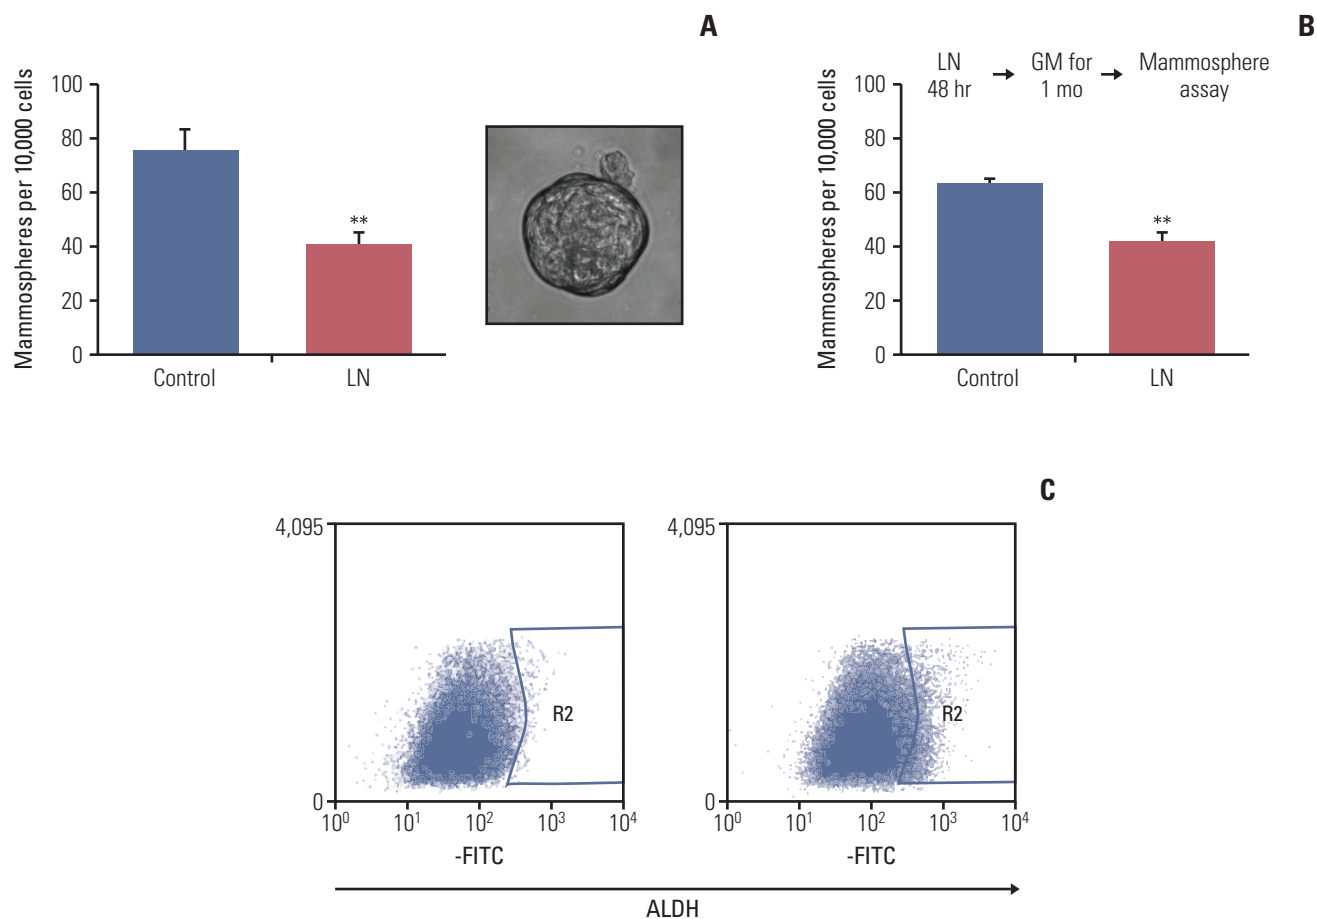 A
Mammospheres per 10,000 cells
100
80
60
40
20
0
**
Control
LN
B
LN
48 hr
GM for
1 mo
Mammosphere
assay
Mammospheres per 10,000 cells
100
80
60
40
20
0
**
Control
LN
C
4,095
0
R2
10⁰ 10¹ 10² 10³ 10⁴
-FITC
4,095
0
R2
10⁰ 10¹ 10² 10³ 10⁴
-FITC
ALDH